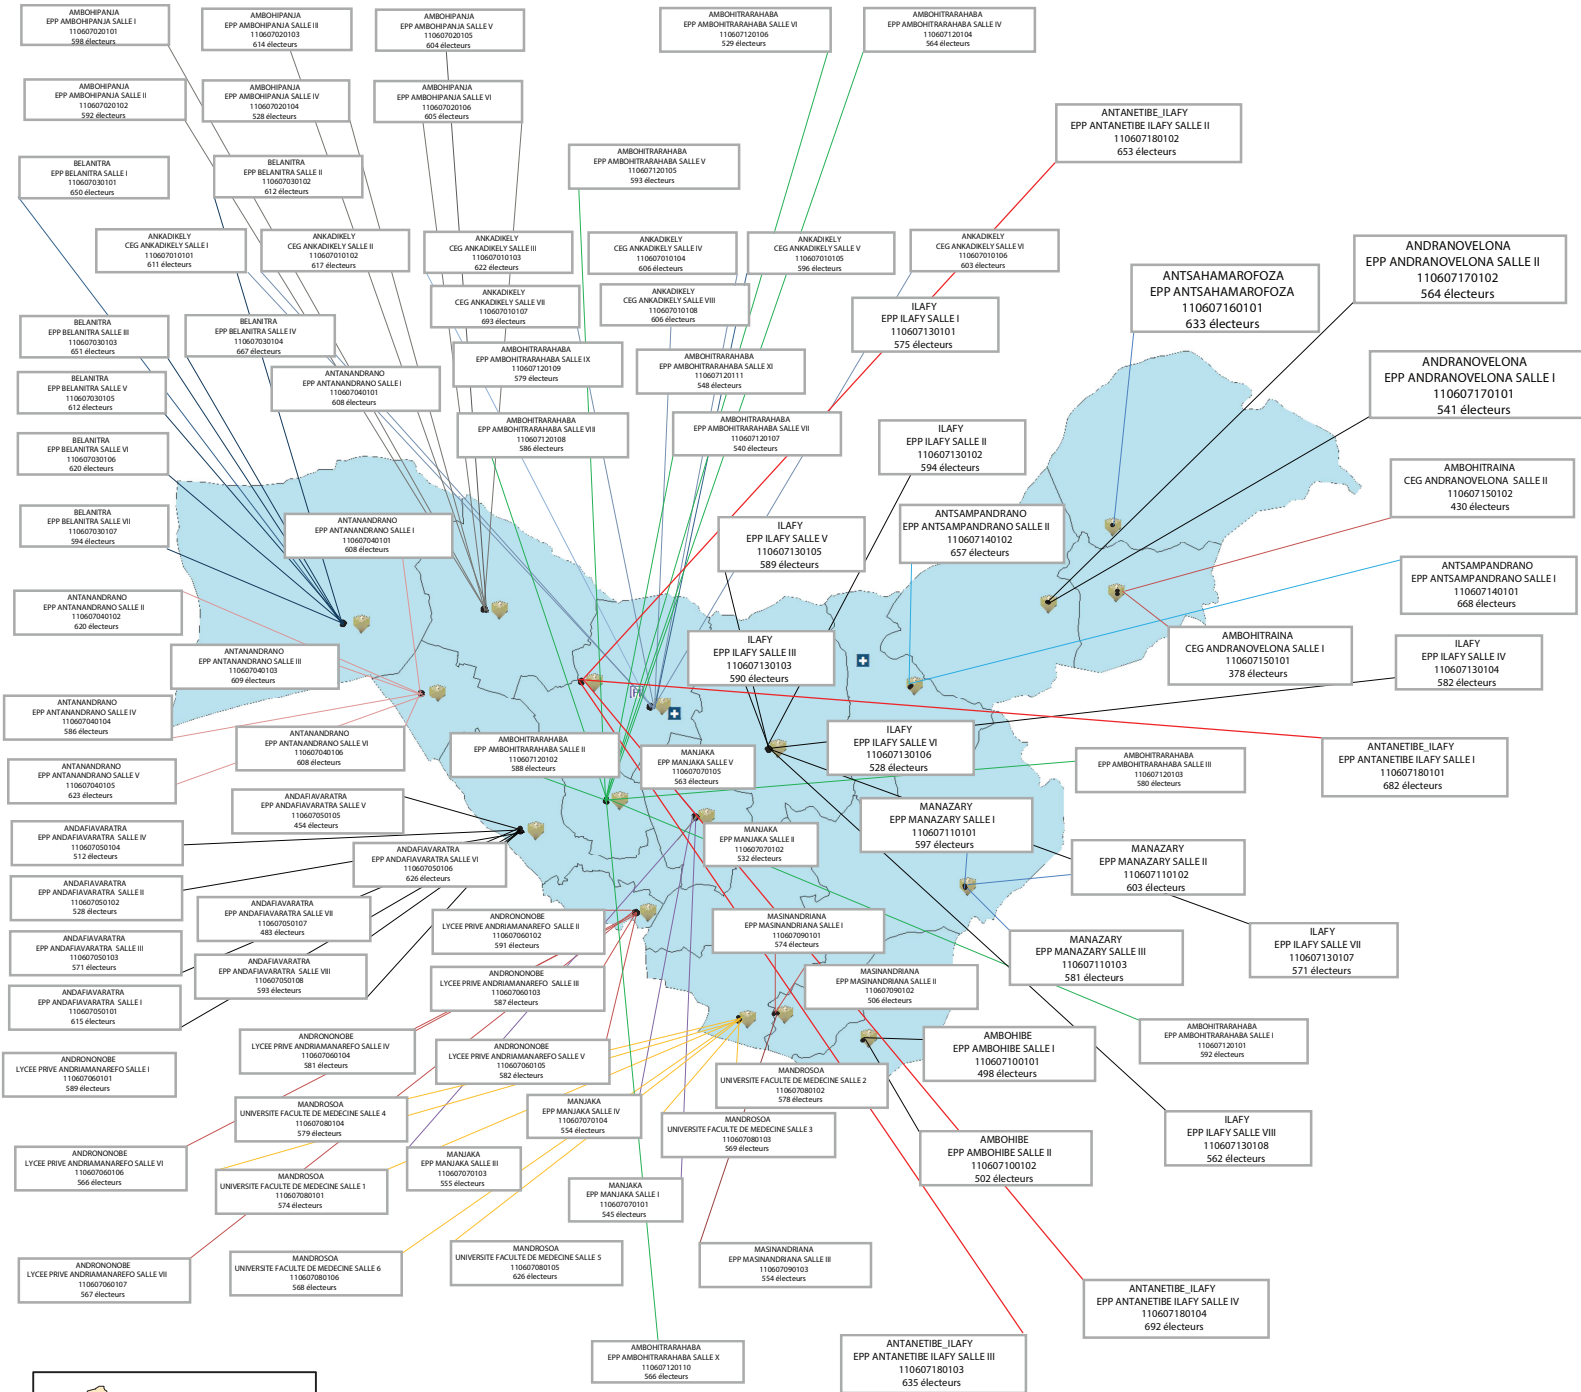 AMBOHIPANJA
EPP AMBOHIPANJA SALLE I
110607020101
598 électeurs
AMBOHIPANJA
EPP AMBOHIPANJA SALLE III
110607020103
614 électeurs
AMBOHIPANJA
EPP AMBOHIPANJA SALLE V
110607020105
604 électeurs
AMBOHITRARAHABA
EPP AMBOHITRARAHABA SALLE VI
110607120106
529 électeurs
AMBOHITRARAHABA
EPP AMBOHITRARAHABA SALLE IV
110607120104
564 électeurs
AMBOHIPANJA
EPP AMBOHIPANJA SALLE II
110607020102
592 électeurs
AMBOHIPANJA
EPP AMBOHIPANJA SALLE IV
110607020104
528 électeurs
AMBOHIPANJA
EPP AMBOHIPANJA SALLE VI
110607020106
605 électeurs
ANTANETIBE_ILAFY
EPP ANTANETIBE ILAFY SALLE II
110607180102
653 électeurs
AMBOHITRARAHABA
EPP AMBOHITRARAHABA SALLE V
110607120105
593 électeurs
BELANITRA
EPP BELANITRA SALLE I
110607030101
650 électeurs
BELANITRA
EPP BELANITRA SALLE II
110607030102
612 électeurs
ANKADIKELY
CEG ANKADIKELY SALLE I
110607010101
611 électeurs
ANKADIKELY
CEG ANKADIKELY SALLE II
110607010102
617 électeurs
ANKADIKELY
CEG ANKADIKELY SALLE III
110607010103
622 électeurs
ANKADIKELY
CEG ANKADIKELY SALLE IV
110607010104
606 électeurs
ANKADIKELY
CEG ANKADIKELY SALLE V
110607010105
596 électeurs
ANKADIKELY
CEG ANKADIKELY SALLE VI
110607010106
603 électeurs
ANDRANOVELONA
EPP ANDRANOVELONA SALLE II
110607170102
564 électeurs
ANTSAHAMAROFOZA
EPP ANTSAHAMAROFOZA
110607160101
633 électeurs
ANKADIKELY
CEG ANKADIKELY SALLE VII
110607010107
693 électeurs
ANKADIKELY
CEG ANKADIKELY SALLE VIII
110607010108
606 électeurs
ILAFY
EPP ILAFY SALLE I
110607130101
575 électeurs
BELANITRA
EPP BELANITRA SALLE III
110607030103
651 électeurs
BELANITRA
EPP BELANITRA SALLE IV
110607030104
667 électeurs
AMBOHITRARAHABA
EPP AMBOHITRARAHABA SALLE IX
110607120109
579 électeurs
AMBOHITRARAHABA
EPP AMBOHITRARAHABA SALLE XI
110607120111
548 électeurs
ANDRANOVELONA
EPP ANDRANOVELONA SALLE I
110607170101
541 électeurs
BELANITRA
EPP BELANITRA SALLE V
110607030105
612 électeurs
ANTANANDRANO
EPP ANTANANDRANO SALLE I
110607040101
608 électeurs
AMBOHITRARAHABA
EPP AMBOHITRARAHABA SALLE VIII
110607120108
586 électeurs
AMBOHITRARAHABA
EPP AMBOHITRARAHABA SALLE VII
110607120107
540 électeurs
ILAFY
EPP ILAFY SALLE II
110607130102
594 électeurs
BELANITRA
EPP BELANITRA SALLE VI
110607030106
620 électeurs
AMBOHITRAINA
CEG ANDRANOVELONA SALLE II
110607150102
430 électeurs
BELANITRA
EPP BELANITRA SALLE VII
110607030107
594 électeurs
ANTANANDRANO
EPP ANTANANDRANO SALLE I
110607040101
608 électeurs
ILAFY
EPP ILAFY SALLE V
110607130105
589 électeurs
ANTSAMPANDRANO
EPP ANTSAMPANDRANO SALLE II
110607140102
657 électeurs
ANTSAMPANDRANO
EPP ANTSAMPANDRANO SALLE I
110607140101
668 électeurs
ANTANANDRANO
EPP ANTANANDRANO SALLE II
110607040102
620 électeurs
ANTANANDRANO
EPP ANTANANDRANO SALLE III
110607040103
609 électeurs
ILAFY
EPP ILAFY SALLE III
110607130103
590 électeurs
AMBOHITRAINA
CEG ANDRANOVELONA SALLE I
110607150101
378 électeurs
ILAFY
EPP ILAFY SALLE IV
110607130104
582 électeurs
ANTANANDRANO
EPP ANTANANDRANO SALLE IV
110607040104
586 électeurs
ANTANANDRANO
EPP ANTANANDRANO SALLE VI
110607040106
608 électeurs
AMBOHITRARAHABA
EPP AMBOHITRARAHABA SALLE II
110607120102
588 électeurs
MANJAKA
EPP MANJAKA SALLE V
110607070105
563 électeurs
ILAFY
EPP ILAFY SALLE VI
110607130106
528 électeurs
AMBOHITRARAHABA
EPP AMBOHITRARAHABA SALLE III
110607120103
580 électeurs
ANTANETIBE_ILAFY
EPP ANTANETIBE ILAFY SALLE I
110607180101
682 électeurs
ANTANANDRANO
EPP ANTANANDRANO SALLE V
110607040105
623 électeurs
ANDAFIAVARATRA
EPP ANDAFIAVARATRA SALLE V
110607050105
454 électeurs
MANAZARY
EPP MANAZARY SALLE I
110607110101
597 électeurs
ANDAFIAVARATRA
EPP ANDAFIAVARATRA SALLE IV
110607050104
512 électeurs
ANDAFIAVARATRA
EPP ANDAFIAVARATRA SALLE VI
110607050106
626 électeurs
MANJAKA
EPP MANJAKA SALLE II
110607070102
532 électeurs
MANAZARY
EPP MANAZARY SALLE II
110607110102
603 électeurs
ANDAFIAVARATRA
EPP ANDAFIAVARATRA SALLE II
110607050102
528 électeurs
ANDAFIAVARATRA
EPP ANDAFIAVARATRA SALLE VII
110607050107
483 électeurs
ANDRONONOBE
LYCEE PRIVE ANDRIAMANAREFO SALLE II
110607060102
591 électeurs
MASINANDRIANA
EPP MASINANDRIANA SALLE I
110607090101
574 électeurs
ILAFY
EPP ILAFY SALLE VII
110607130107
571 électeurs
ANDAFIAVARATRA
EPP ANDAFIAVARATRA SALLE III
110607050103
571 électeurs
ANDAFIAVARATRA
EPP ANDAFIAVARATRA SALLE VIII
110607050108
593 électeurs
ANDRONONOBE
LYCEE PRIVE ANDRIAMANAREFO SALLE III
110607060103
587 électeurs
MASINANDRIANA
EPP MASINANDRIANA SALLE II
110607090102
506 électeurs
MANAZARY
EPP MANAZARY SALLE III
110607110103
581 électeurs
ANDAFIAVARATRA
EPP ANDAFIAVARATRA SALLE I
110607050101
615 électeurs
ANDRONONOBE
LYCEE PRIVE ANDRIAMANAREFO SALLE IV
110607060104
581 électeurs
ANDRONONOBE
LYCEE PRIVE ANDRIAMANAREFO SALLE V
110607060105
582 électeurs
AMBOHIBE
EPP AMBOHIBE SALLE I
110607100101
498 électeurs
AMBOHITRARAHABA
EPP AMBOHITRARAHABA SALLE I
110607120101
592 électeurs
ANDRONONOBE
LYCEE PRIVE ANDRIAMANAREFO SALLE I
110607060101
589 électeurs
MANDROSOA
UNIVERSITE FACULTE DE MEDECINE SALLE 2
110607080102
578 électeurs
MANDROSOA
UNIVERSITE FACULTE DE MEDECINE SALLE 4
110607080104
579 électeurs
MANJAKA
EPP MANJAKA SALLE IV
110607070104
554 électeurs
MANDROSOA
UNIVERSITE FACULTE DE MEDECINE SALLE 3
110607080103
569 électeurs
ILAFY
EPP ILAFY SALLE VIII
110607130108
562 électeurs
ANDRONONOBE
LYCEE PRIVE ANDRIAMANAREFO SALLE VI
110607060106
566 électeurs
MANJAKA
EPP MANJAKA SALLE III
110607070103
555 électeurs
AMBOHIBE
EPP AMBOHIBE SALLE II
110607100102
502 électeurs
MANDROSOA
UNIVERSITE FACULTE DE MEDECINE SALLE 1
110607080101
574 électeurs
MANJAKA
EPP MANJAKA SALLE I
110607070101
545 électeurs
ANDRONONOBE
LYCEE PRIVE ANDRIAMANAREFO SALLE VII
110607060107
567 électeurs
MANDROSOA
UNIVERSITE FACULTE DE MEDECINE SALLE 6
110607080106
568 électeurs
MANDROSOA
UNIVERSITE FACULTE DE MEDECINE SALLE 5
110607080105
626 électeurs
MASINANDRIANA
EPP MASINANDRIANA SALLE III
110607090103
554 électeurs
ANTANETIBE_ILAFY
EPP ANTANETIBE ILAFY SALLE IV
110607180104
692 électeurs
AMBOHITRARAHABA
EPP AMBOHITRARAHABA SALLE X
110607120110
566 électeurs
ANTANETIBE_ILAFY
EPP ANTANETIBE ILAFY SALLE III
110607180103
635 électeurs